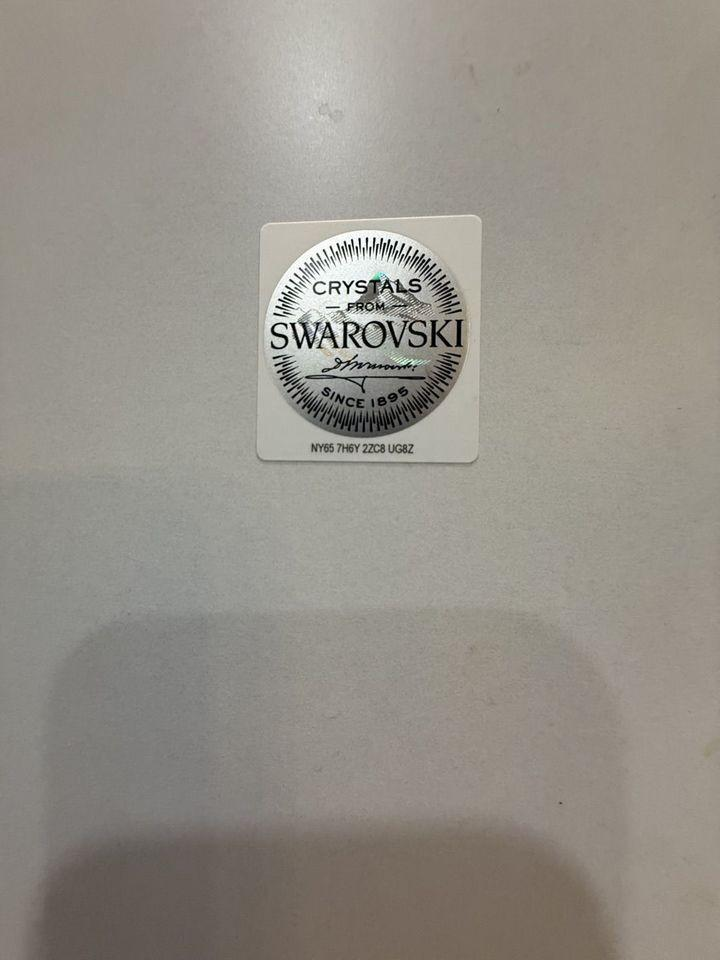 CRYSTALS
— FROM —
SWAROVSKI
SINCE 1895
NY65 7H6Y 2ZC8 UG8Z